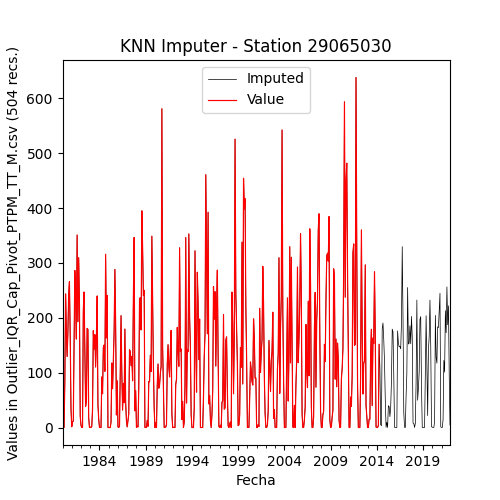 KNN Imputer - Station 29065030
Values in Outlier_IQR_Cap_Pivot_PTPM_TT_M.csv (504 recs.)
Imputed
Value
600
500
400
300
200
100
0
1984 1989 1994 1999 2004 2009 2014 2019
Fecha